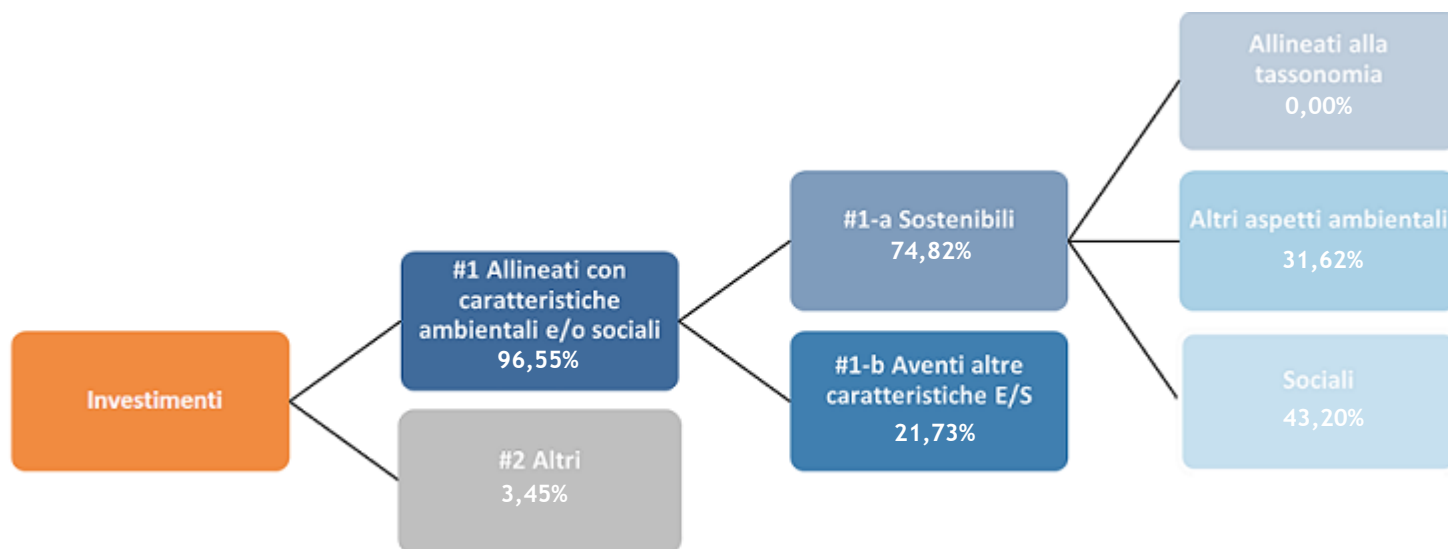 Investimenti
#1 Allineati con
caratteristiche
ambientali e/o sociali
96,55%
#2 Altri
3,45%
#1-a Sostenibili
74,82%
#1-b Aventi altre
caratteristiche E/S
21,73%
Allineati alla
tassonomia
0,00%
Altri aspetti ambientali
31,62%
Sociali
43,20%